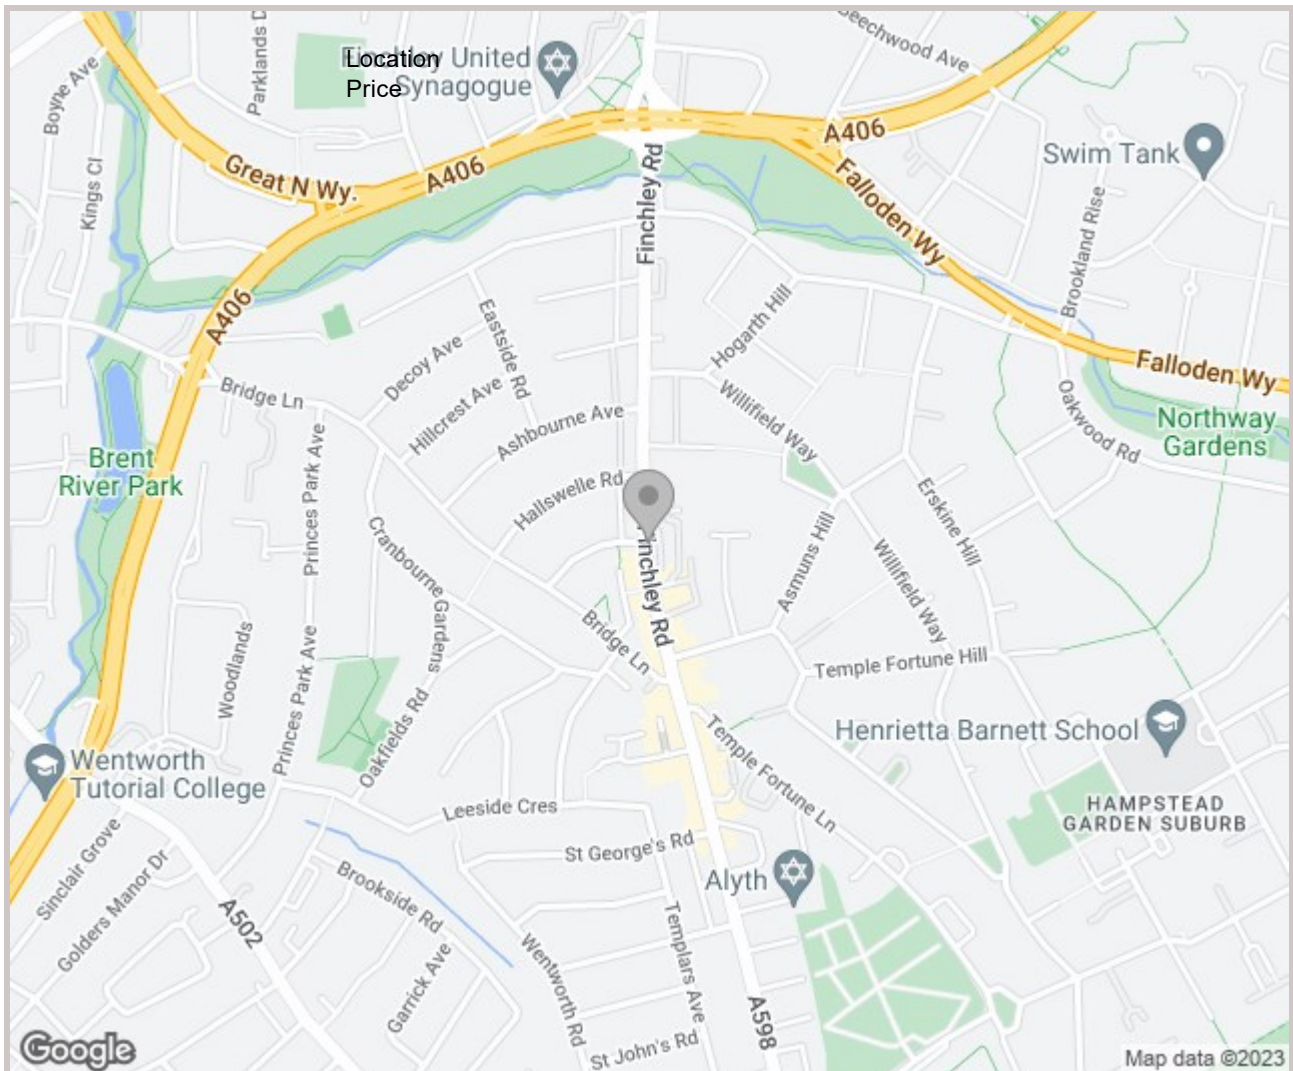 Beechwood Ave
Parklands D
Finchley United
Synagogue
Location
Price
Boyne Ave
Great N Wy.
A406
A406
Swim Tank
Kings Cl
Finchley Rd
Falloden Wy
Brookland Rise
A406
Eastside Rd
Hogarth Hill
Decoy Ave
Bridge Ln
Hillcrest Ave
Ashbourne Ave
Willifield Way
Falloden Wy
Oakwood Rd
Northway
Gardens
Brent
River Park
Princes Park Ave
Hallswelle Rd
Erskine Hill
Cranbourne Gardens
Finchley Rd
Asmuns Hill
Willifield Way
Bridge Ln
Woodlands
Princes Park Ave
Oakfields Rd
Temple Fortune Hill
Henrietta Barnett School
Temple Fortune Ln
Wentworth
Tutorial College
Leeside Cres
HAMPSTEAD
GARDEN SUBURB
St George's Rd
Sinclair Grove
Golders Manor Dr
Alyth
Brookside Rd
A502
Garrick Ave
Wentworth Rd
Templars Ave
A598
St John's Rd
Google
Map data ©2023